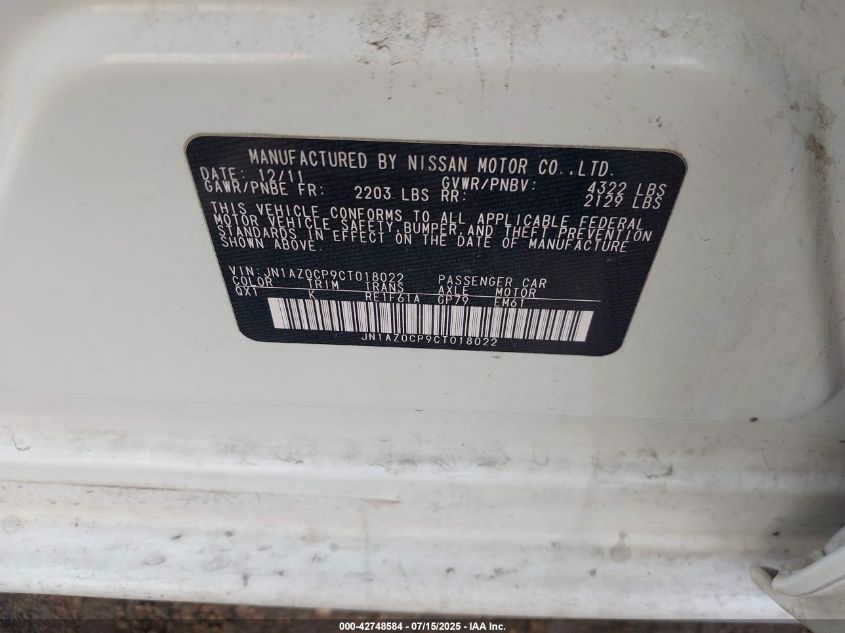 MANUFACTURED BY NISSAN MOTOR CO.,LTD.
DATE: 12/11 GVWR/PNBV: 4322 LBS
GAWR/PNBE FR: 2203 LBS RR: 2129 LBS
THIS VEHICLE CONFORMS TO ALL APPLICABLE FEDERAL
MOTOR VEHICLE SAFETY,BUMPER,AND THEFT PREVENTION
STANDARDS IN EFFECT ON THE DATE OF MANUFACTURE
SHOWN ABOVE.
VIN: JN1AZ0CP9CT018022 PASSENGER CAR
COLOR TRIM TRANS AXLE MOTOR
QX1 K RE1F61A GP79 EM61
JN1AZ0CP9CT018022
000-42748584 - 07/15/2025 - IAA Inc.